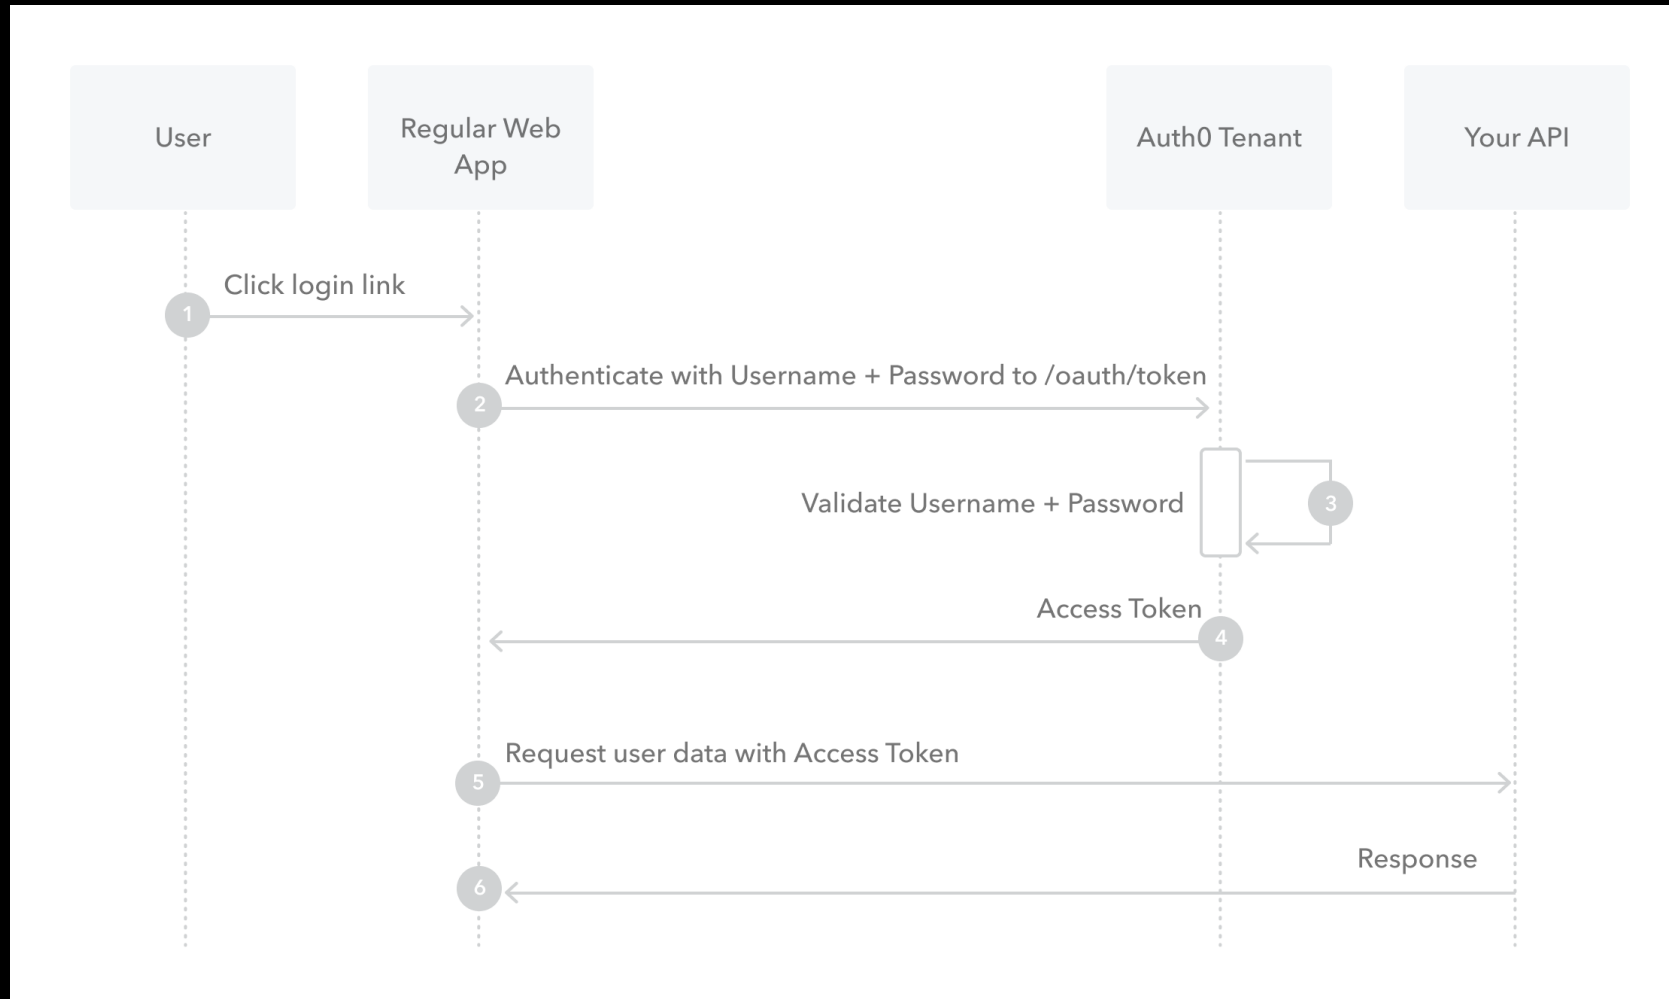 User
Regular Web
App
Auth0 Tenant
Your API
Click login link
1
Authenticate with Username + Password to /oauth/token
2
Validate Username + Password
3
Access Token
4
Request user data with Access Token
5
Response
6